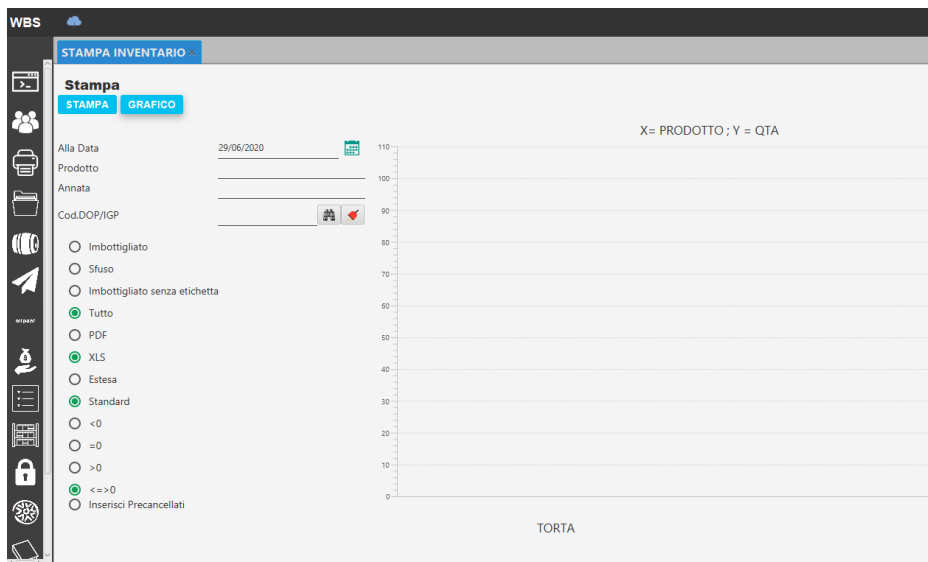 WBS
STAMPA INVENTARIO ×
Stampa
STAMPA GRAFICO
X= PRODOTTO ; Y = QTA
Alla Data 29/06/2020
Prodotto
Annata
Cod.DOP/IGP
Imbottigliato
Sfuso
Imbottigliato senza etichetta
Tutto
PDF
XLS
Estesa
Standard
<0
=0
>0
<=>0
Inserisci Precancellati
110
100
90
80
70
60
50
40
30
20
10
0
TORTA